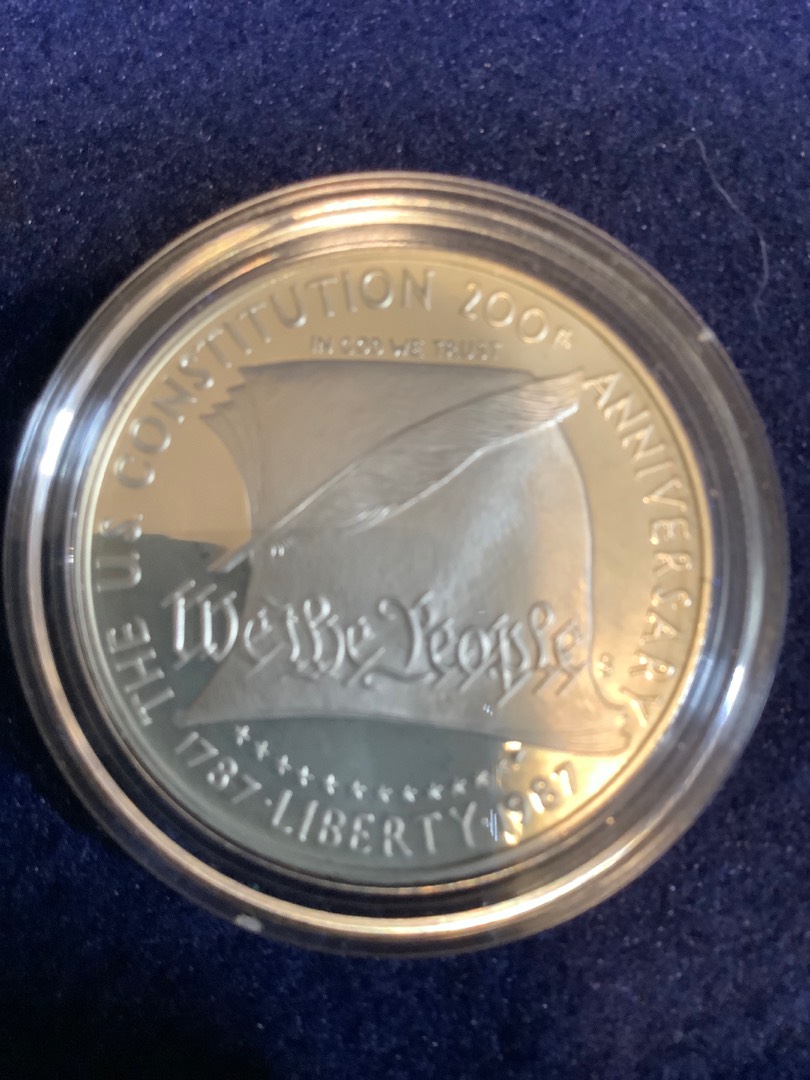 THE U.S. CONSTITUTION 200th ANNIVERSARY
IN GOD WE TRUST
We the People
1787·LIBERTY·1987